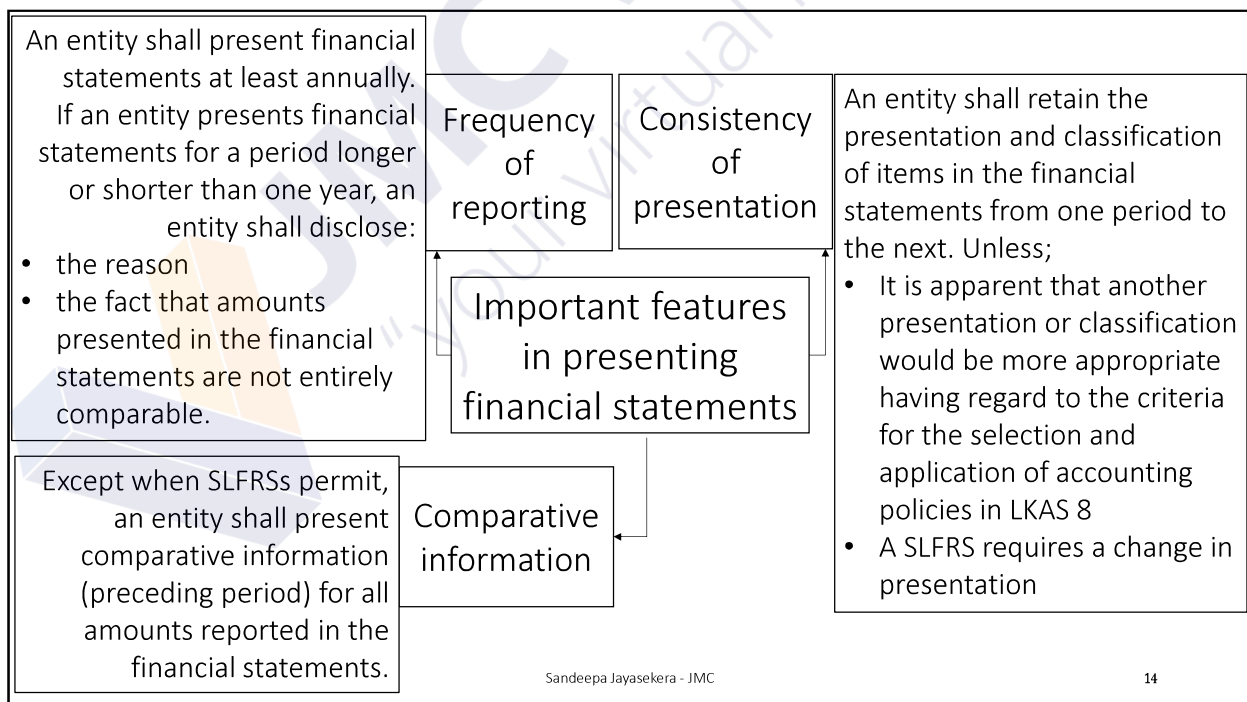 An entity shall present financial
statements at least annually.
If an entity presents financial
statements for a period longer
or shorter than one year, an
entity shall disclose:
• the reason
• the fact that amounts
presented in the financial
statements are not entirely
comparable.
Frequency
of
reporting
Consistency
of
presentation
An entity shall retain the
presentation and classification
of items in the financial
statements from one period to
the next. Unless;
• It is apparent that another
presentation or classification
would be more appropriate
having regard to the criteria
for the selection and
application of accounting
policies in LKAS 8
• A SLFRS requires a change in
presentation
Important features
in presenting
financial statements
Except when SLFRSs permit,
an entity shall present
comparative information
(preceding period) for all
amounts reported in the
financial statements.
Comparative
information
JMC
"your virtual
Sandeepa Jayasekera - JMC
14